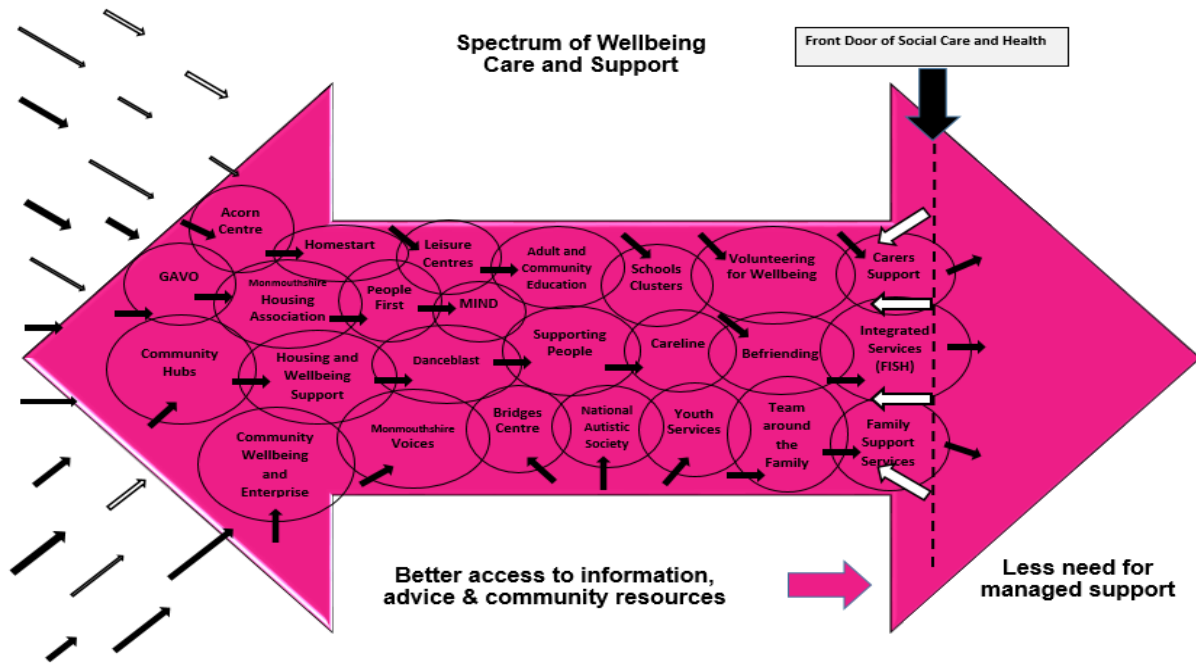 Spectrum of Wellbeing
Care and Support
Front Door of Social Care and Health
Acorn
Centre
Homestart
Leisure
Centres
Adult and
Community
Education
Schools
Clusters
Volunteering
for Wellbeing
Carers
Support
GAVO
Monmouthshire
Housing
Association
People
First
MIND
Supporting
People
Careline
Befriending
Integrated
Services
(FISH)
Community
Hubs
Housing and
Wellbeing
Support
Danceblast
Community
Wellbeing
and
Enterprise
Monmouthshire
Voices
Bridges
Centre
National
Autistic
Society
Youth
Services
Team
around
the
Family
Family
Support
Services
Better access to information,
advice & community resources
Less need for
managed support